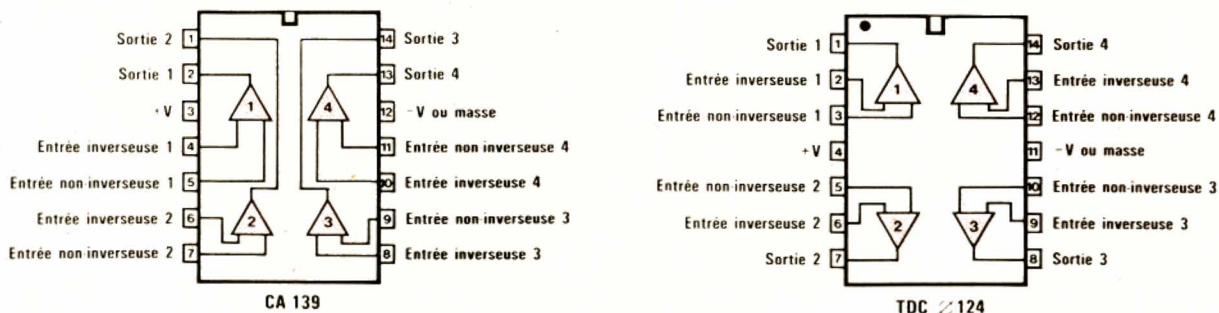 Sortie 2 1
Sortie 1 2
+V 3
Entrée inverseuse 1 4
Entrée non-inverseuse 1 5
Entrée inverseuse 2 6
Entrée non-inverseuse 2 7
14 Sortie 3
13 Sortie 4
12 -V ou masse
11 Entrée non inverseuse 4
10 Entrée inverseuse 4
9 Entrée non-inverseuse 3
8 Entrée inverseuse 3
1
4
2
3
CA 139
Sortie 1 1
Entrée inverseuse 1 2
Entrée non-inverseuse 1 3
+V 4
Entrée non-inverseuse 2 5
Entrée inverseuse 2 6
Sortie 2 7
14 Sortie 4
13 Entrée inverseuse 4
12 Entrée non-inverseuse 4
11 -V ou masse
10 Entrée non-inverseuse 3
9 Entrée inverseuse 3
8 Sortie 3
1
4
2
3
TDC 124